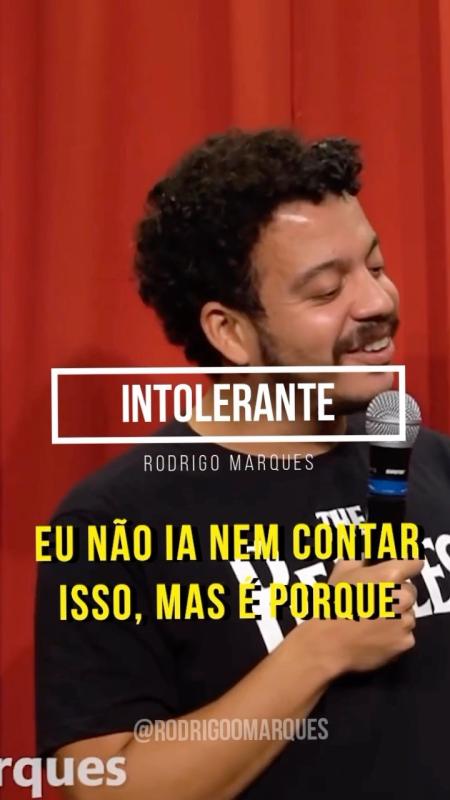 INTOLERANTE
RODRIGO MARQUES
THE
EU NÃO IA NEM CONTAR
ISSO, MAS É PORQUE
@RODRIGOOMARQUES
rques